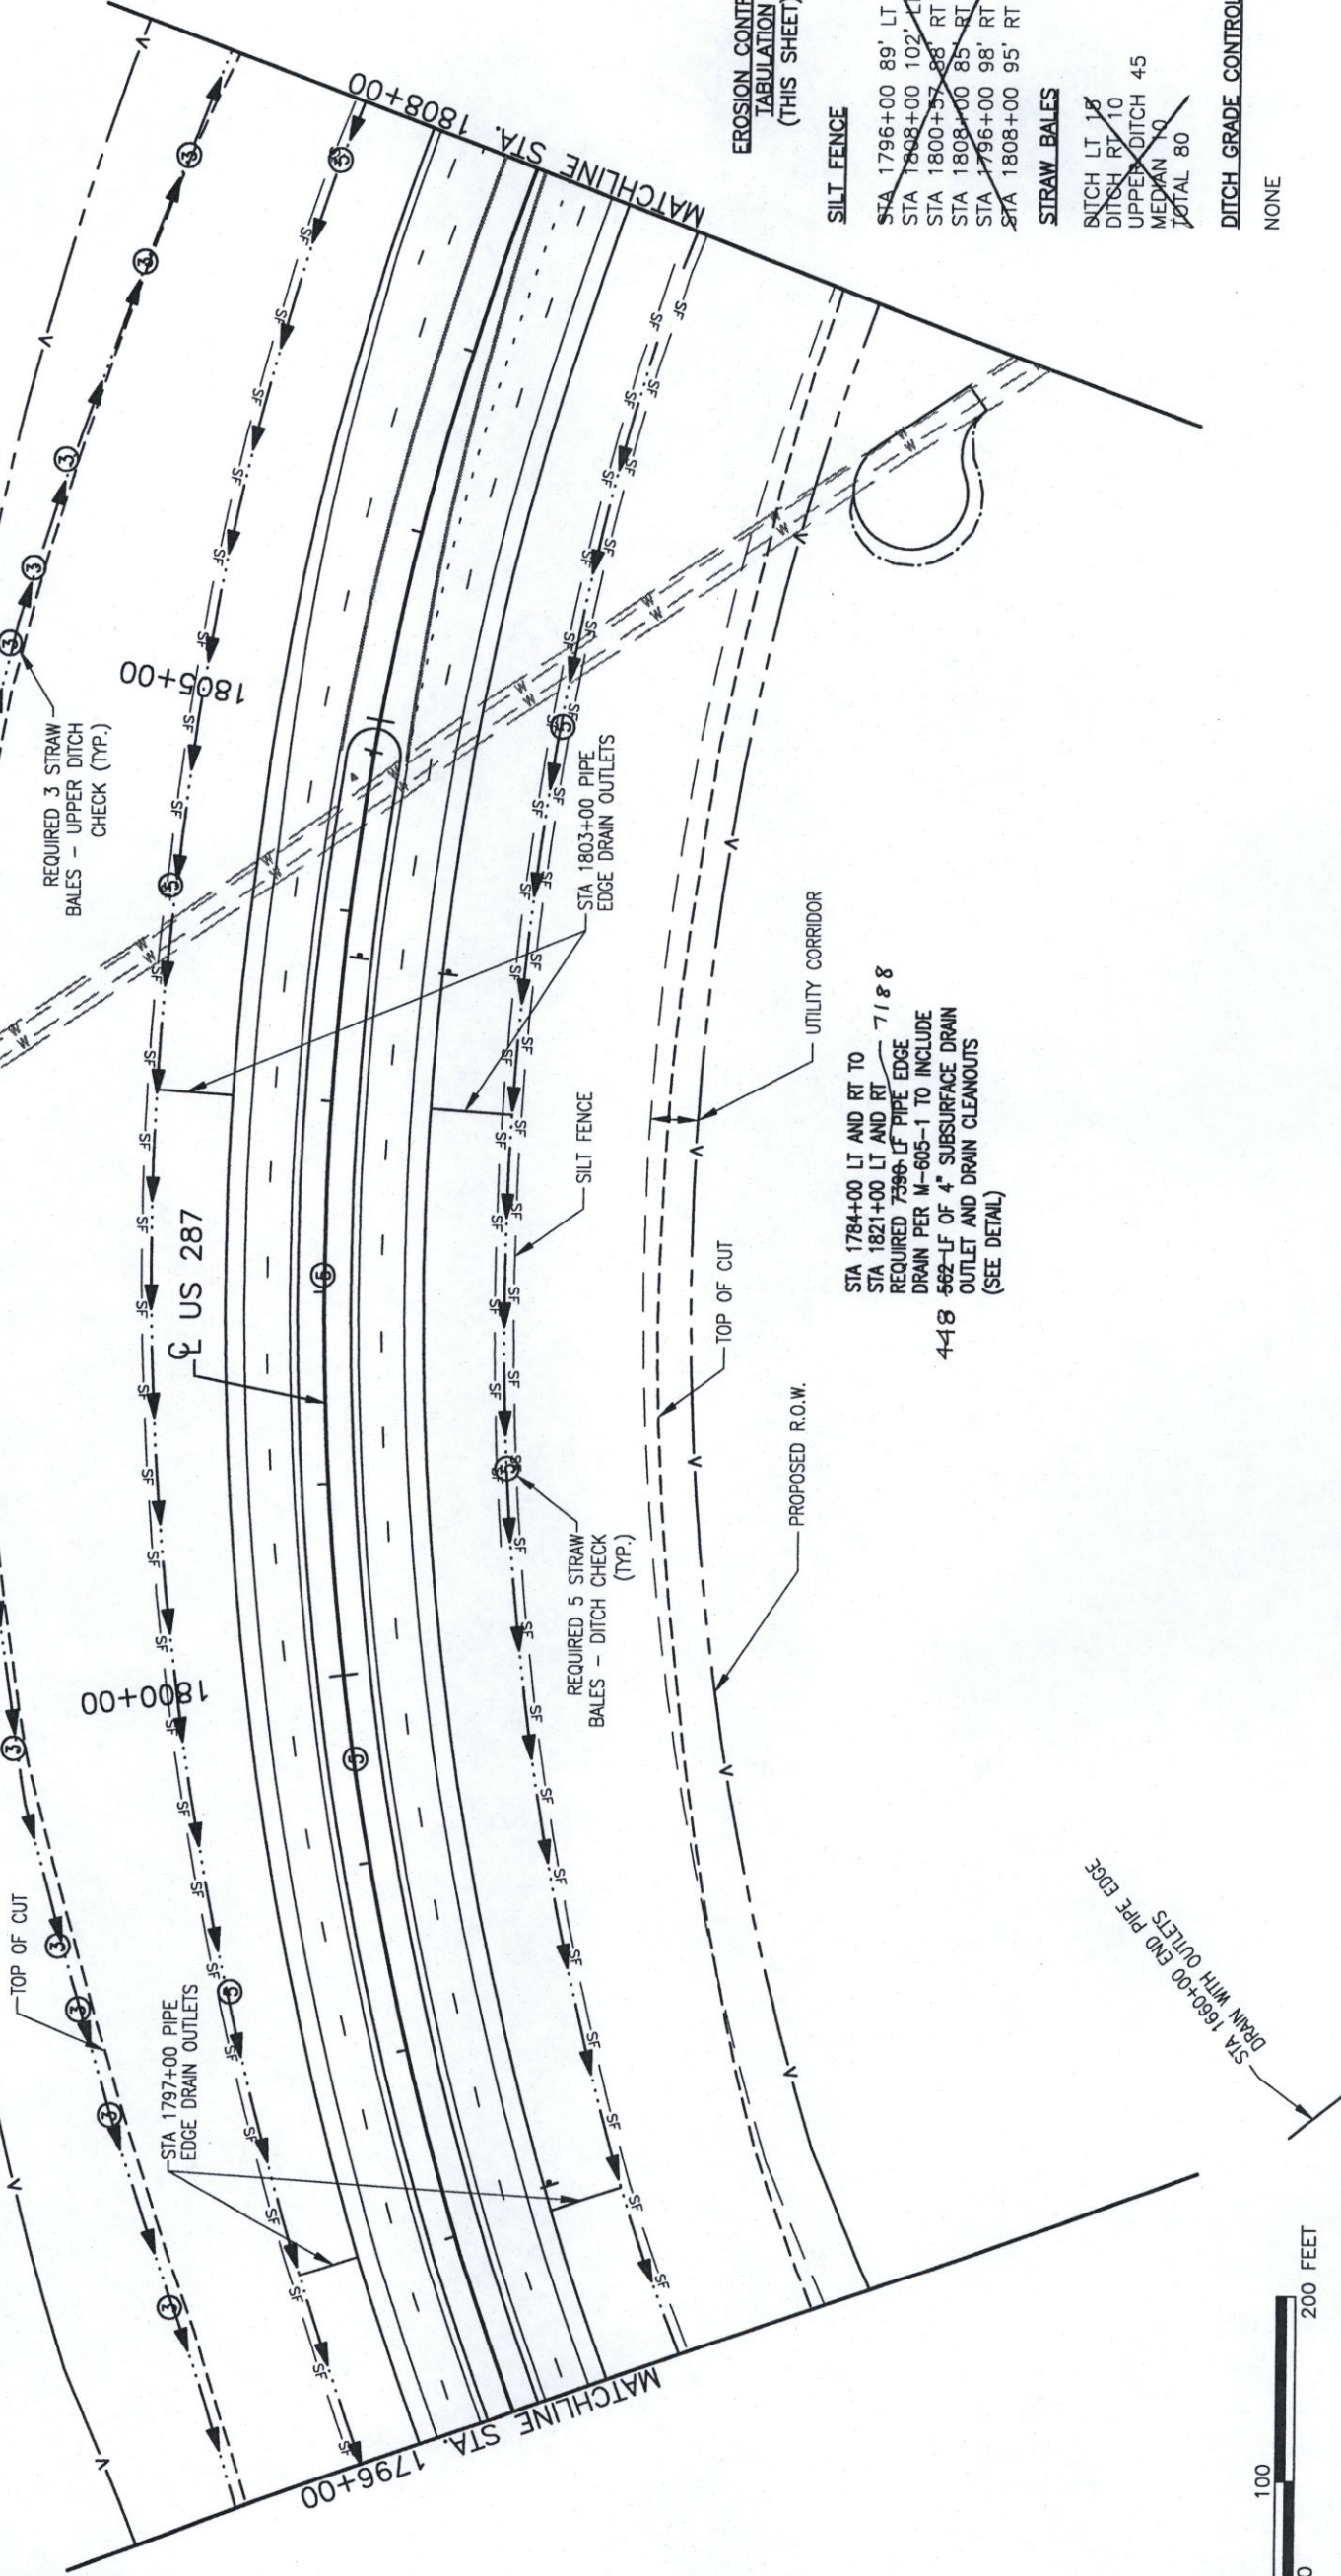 REQUIRED 3 STRAW
BALES - UPPER DITCH
CHECK (TYP.)
1805+00
MATCHLINE STA. 1808+00
STA 1803+00 PIPE
EDGE DRAIN OUTLETS
SILT FENCE
UTILITY CORRIDOR
℄ US 287
TOP OF CUT
PROPOSED R.O.W.
REQUIRED 5 STRAW
BALES - DITCH CHECK
(TYP.)
1800+00
TOP OF CUT
STA 1797+00 PIPE
EDGE DRAIN OUTLETS
MATCHLINE STA. 1796+00
STA 1784+00 LT AND RT TO
STA 1821+00 LT AND RT 7188
REQUIRED 7390 LF PIPE EDGE
DRAIN PER M-605-1 TO INCLUDE
448 562 LF OF 4" SUBSURFACE DRAIN
OUTLET AND DRAIN CLEANOUTS
(SEE DETAIL)
STA 1660+00 END PIPE EDGE
DRAIN WITH OUTLETS
EROSION
TABULATION
(THIS SHEET)
SILT FENCE
STA 1796+00 89' LT
STA 1808+00 102'
STA 1800+57 88' RT
STA 1808+00 85' RT
STA 1796+00 98' RT
STA 1808+00 95' RT
STRAW BALES
DITCH LT 15
DITCH RT 10
UPPER DITCH 45
MEDIAN 10
TOTAL 80
DITCH GRADE CONTROL
NONE
100
200 FEET